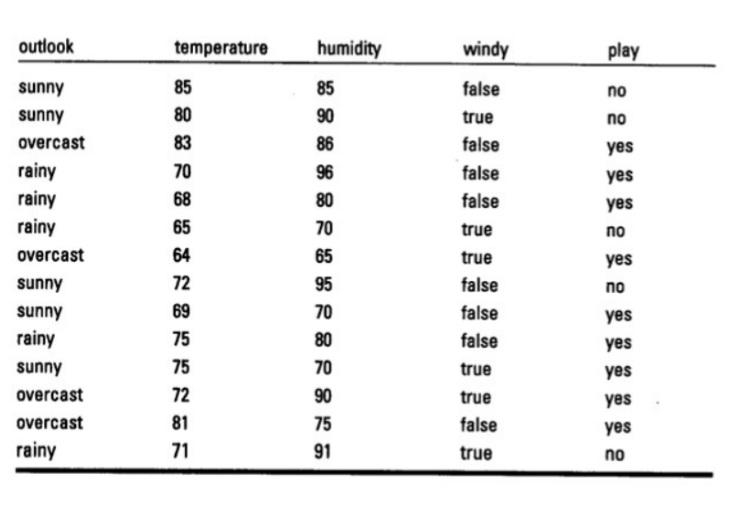 outlook temperature humidity windy play
sunny 85 85 false no
sunny 80 90 true no
overcast 83 86 false yes
rainy 70 96 false yes
rainy 68 80 false yes
rainy 65 70 true no
overcast 64 65 true yes
sunny 72 95 false no
sunny 69 70 false yes
rainy 75 80 false yes
sunny 75 70 true yes
overcast 72 90 true yes
overcast 81 75 false yes
rainy 71 91 true no